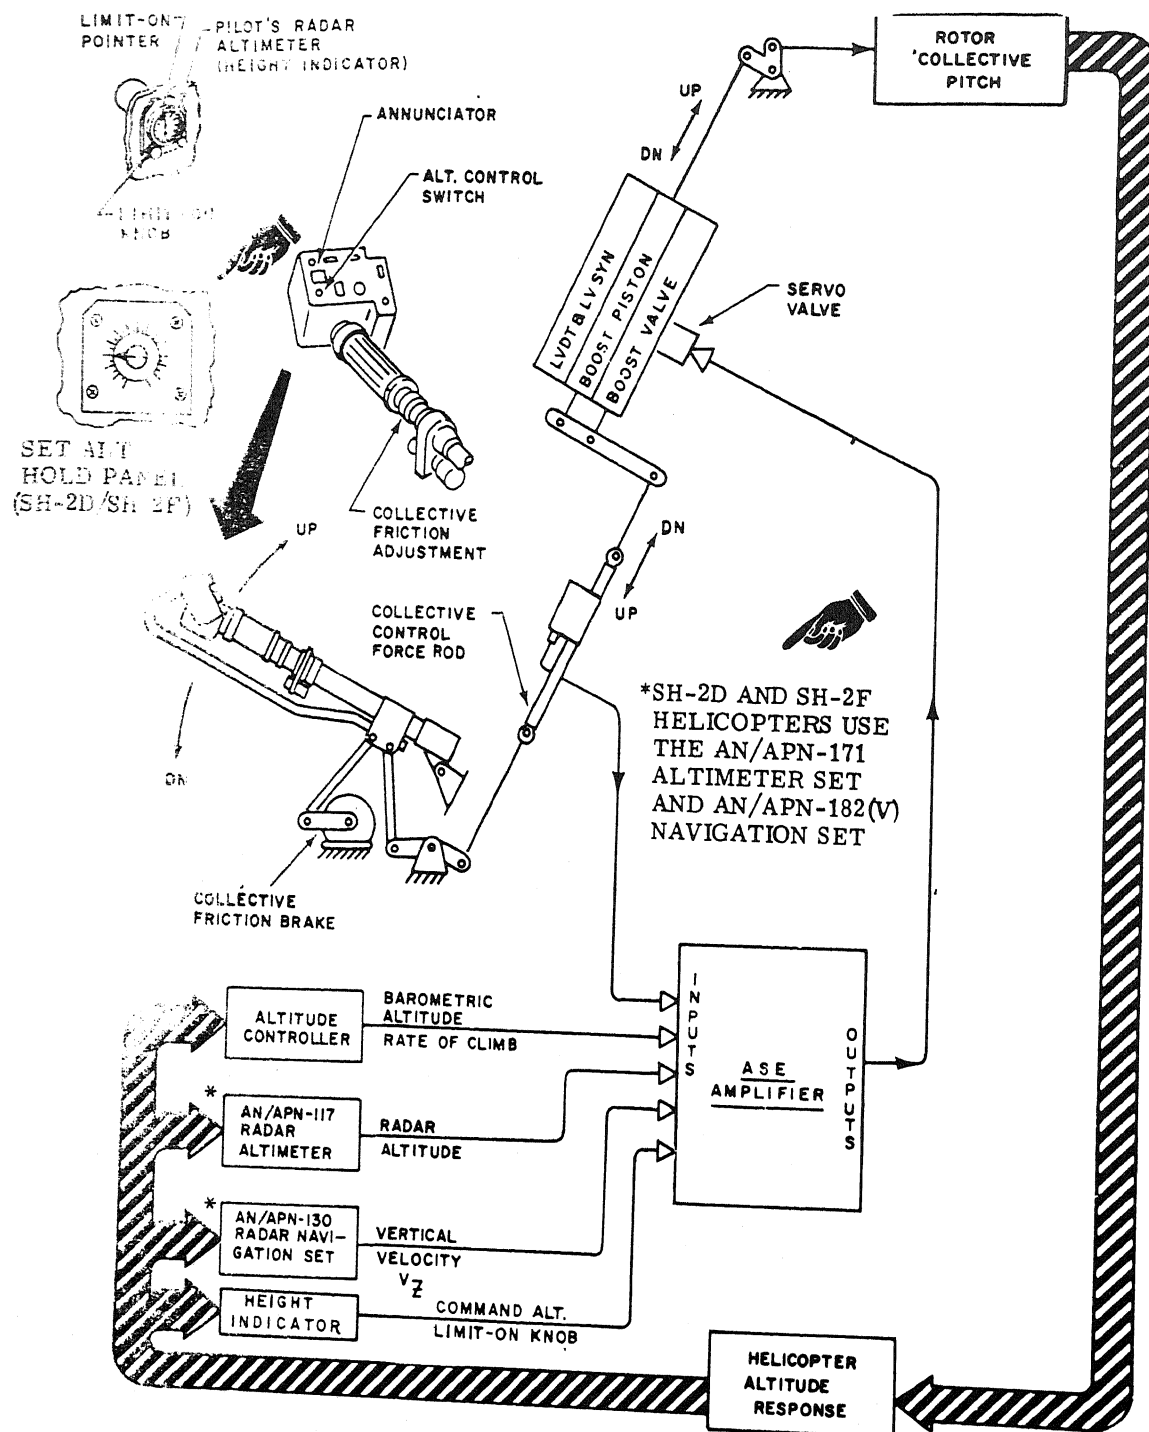 LIMIT-ON
POINTER
PILOT'S RADAR
ALTIMETER
(HEIGHT INDICATOR)
ANNUNCIATOR
ALT. CONTROL
SWITCH
KNOB
SET ALT
HOLD PANEL
(SH-2D/SH-2F)
UP
DN
COLLECTIVE
FRICTION
ADJUSTMENT
COLLECTIVE
CONTROL
FORCE ROD
COLLECTIVE
FRICTION BRAKE
UP
DN
LVDT & LV SYN
BOOST PISTON
BOOST VALVE
SERVO
VALVE
DN
UP
ROTOR
COLLECTIVE
PITCH
*SH-2D AND SH-2F
HELICOPTERS USE
THE AN/APN-171
ALTIMETER SET
AND AN/APN-182(V)
NAVIGATION SET
ALTITUDE
CONTROLLER
BAROMETRIC
ALTITUDE
RATE OF CLIMB
*
AN/APN-117
RADAR
ALTIMETER
RADAR
ALTITUDE
*
AN/APN-130
RADAR NAVI-
GATION SET
VERTICAL
VELOCITY
VZ
HEIGHT
INDICATOR
COMMAND ALT.
LIMIT-ON KNOB
INPUTS
ASE
AMPLIFIER
OUTPUTS
HELICOPTER
ALTITUDE
RESPONSE